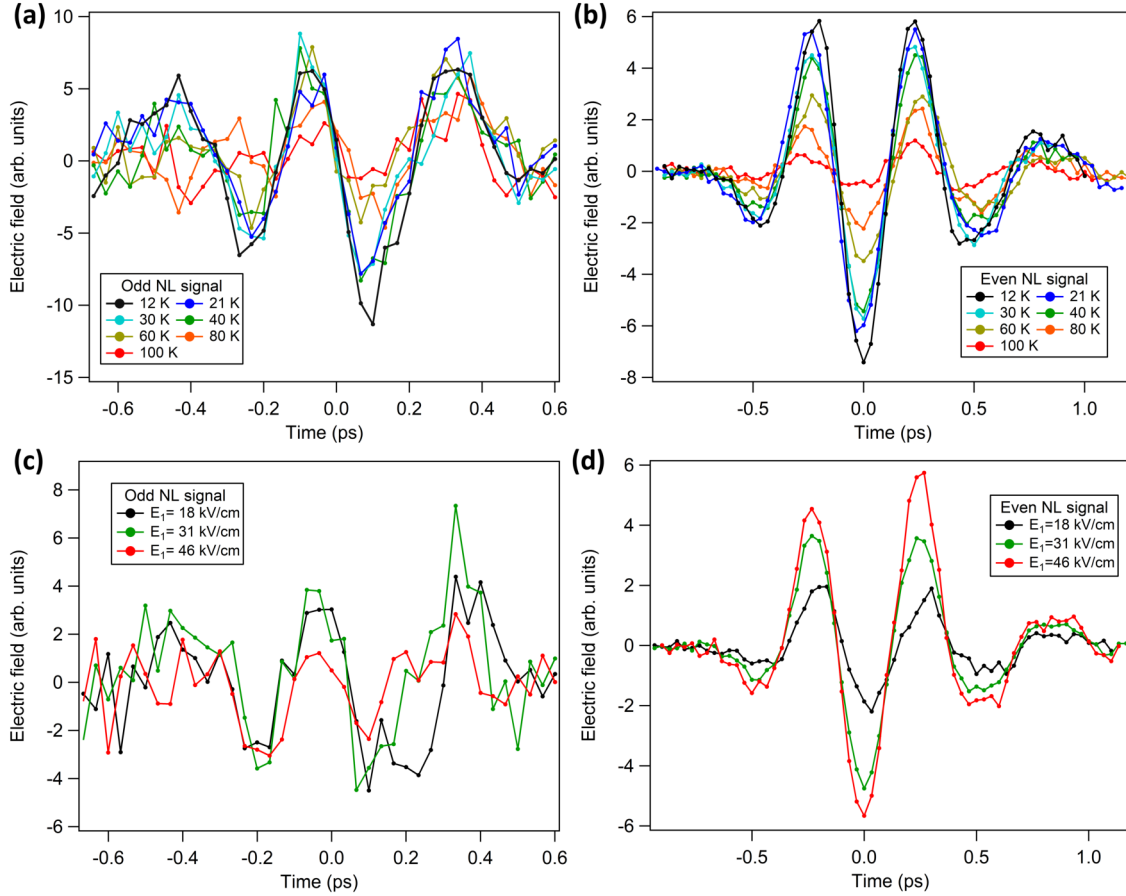 (a)
10
5
0
-5
-10
-15
Electric field (arb. units)
Odd NL signal
12 K 21 K
30 K 40 K
60 K 80 K
100 K
-0.6 -0.4 -0.2 0.0 0.2 0.4 0.6
Time (ps)
(b)
6
4
2
0
-2
-4
-6
-8
Electric field (arb. units)
Even NL signal
12 K 21 K
30 K 40 K
60 K 80 K
100 K
-0.5 0.0 0.5 1.0
Time (ps)
(c)
8
6
4
2
0
-2
-4
-6
Electric field (arb. units)
Odd NL signal
E₁= 18 kV/cm
E₁= 31 kV/cm
E₁= 46 kV/cm
-0.6 -0.4 -0.2 0.0 0.2 0.4 0.6
Time (ps)
(d)
6
4
2
0
-2
-4
-6
Electric field (arb. units)
Even NL signal
E₁=18 kV/cm
E₁=31 kV/cm
E₁=46 kV/cm
-0.5 0.0 0.5 1.0
Time (ps)